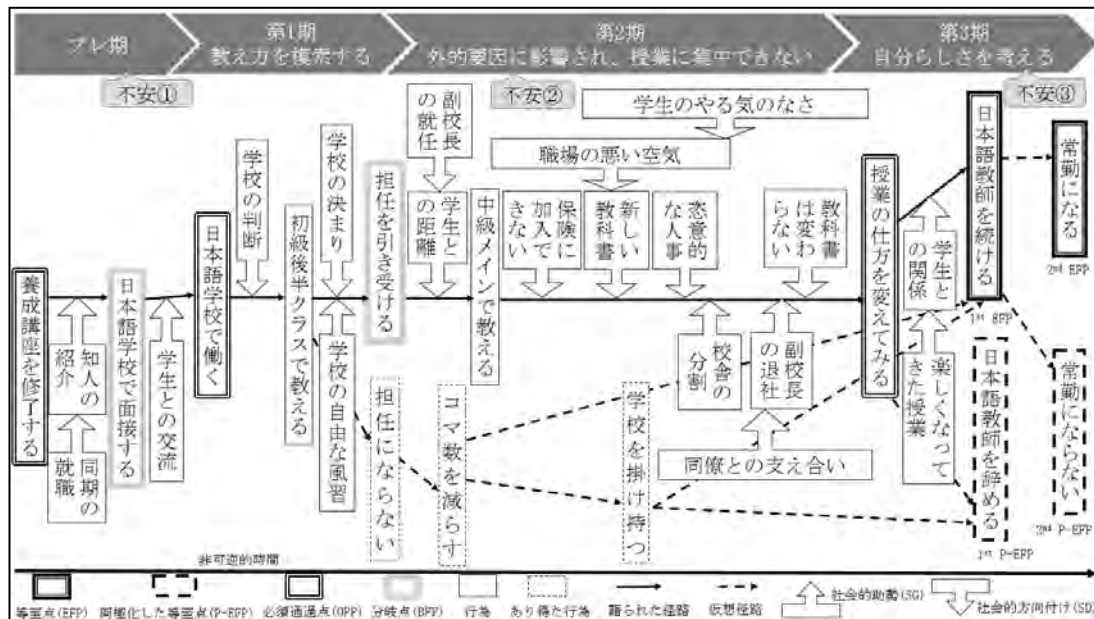 プレ期
第1期
教え方を模索する
第2期
外的要因に影響され、授業に集中できない
第3期
自分らしさを考える
不安①
不安②
不安③
学生のやる気のなさ
職場の悪い空気
副校長の就任
学生との距離
学校の判断
学校の決まり
担任を引き受ける
中級メインで教える
保険に加入できない
新しい教科書
恣意的な人事
教科書は変わらない
養成講座を修了する
知人の紹介
同期の就職
日本語学校で面接する
学生との交流
日本語学校で働く
初級後半クラスで教える
学校の自由な風習
担任にならない
コマ数を減らす
学校を掛け持つ
校舎の分割
副校長の退社
同僚との支え合い
授業の仕方を変えてみる
学生との関係
楽しくなってきた授業
日本語教師を続ける
1st EFP
日本語教師を辞める
1st P-EFP
常勤になる
2nd EFP
常勤にならない
2nd P-EFP
非可逆的時間
等至点(EFP)
両極化した等至点(P-EFP)
必須通過点(OPP)
分岐点(BFP)
行為
あり得た行為
語られた径路
仮想径路
社会的助勢(SG)
社会的方向付け(SD)